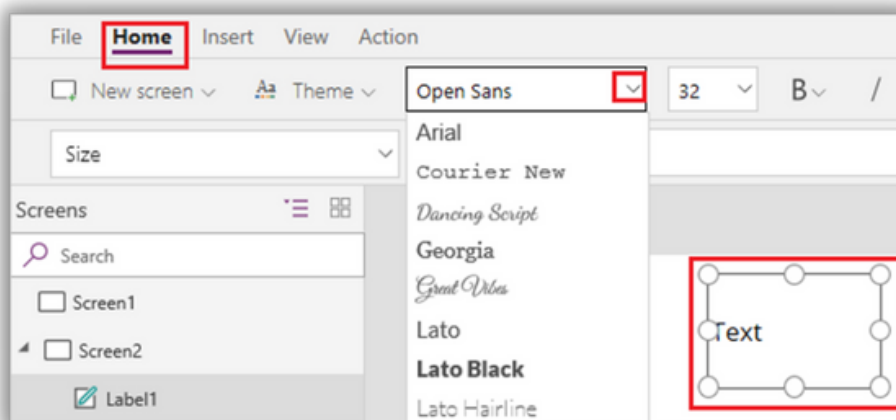 File Home Insert View Action
New screen Aa Theme Open Sans 32 B /
Size
Arial
Courier New
Screens
Dancing Script
Search
Georgia
Great Vibes
Screen1
Lato
Text
Screen2
Lato Black
Label1
Lato Hairline